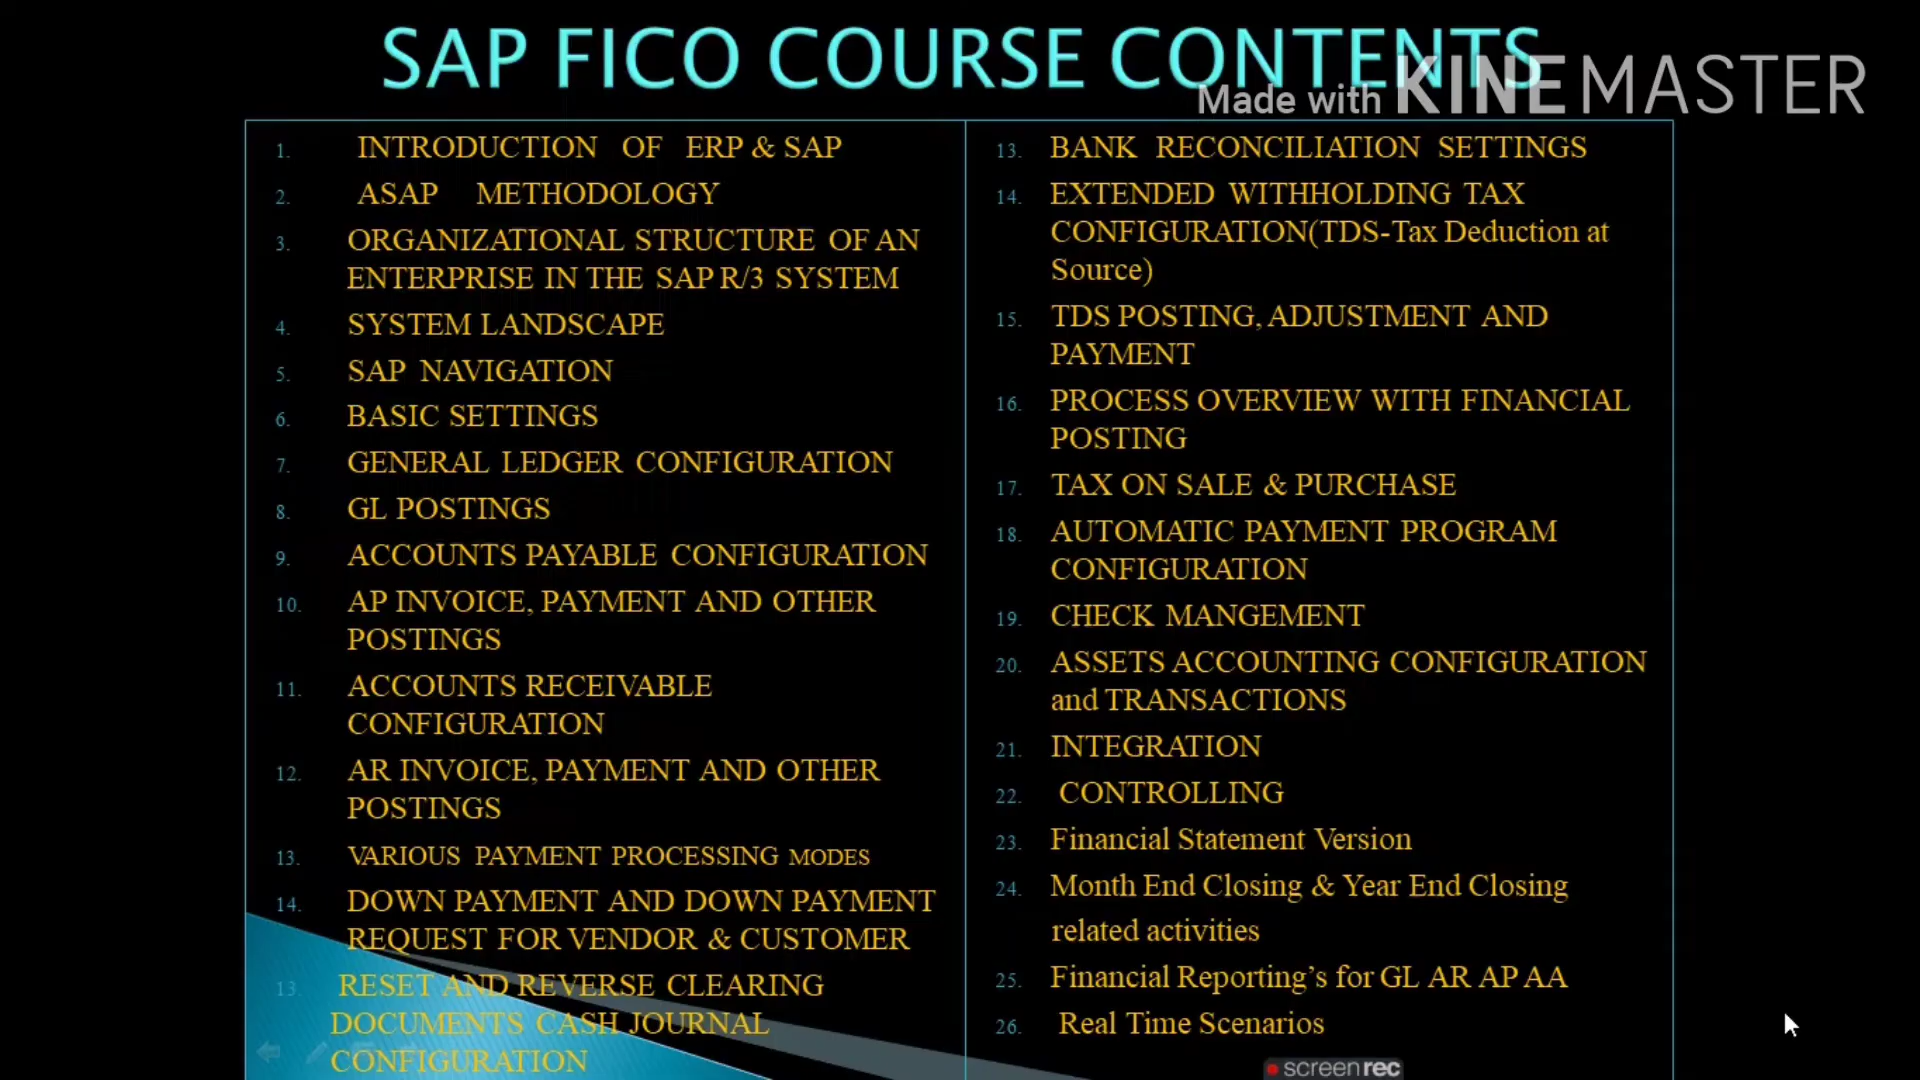 SAP FICO COURSE CONTENTS
Made with KINEMASTER
1. INTRODUCTION OF ERP & SAP
2. ASAP METHODOLOGY
3. ORGANIZATIONAL STRUCTURE OF AN
ENTERPRISE IN THE SAP R/3 SYSTEM
4. SYSTEM LANDSCAPE
5. SAP NAVIGATION
6. BASIC SETTINGS
7. GENERAL LEDGER CONFIGURATION
8. GL POSTINGS
9. ACCOUNTS PAYABLE CONFIGURATION
10. AP INVOICE, PAYMENT AND OTHER
POSTINGS
11. ACCOUNTS RECEIVABLE
CONFIGURATION
12. AR INVOICE, PAYMENT AND OTHER
POSTINGS
13. VARIOUS PAYMENT PROCESSING MODES
14. DOWN PAYMENT AND DOWN PAYMENT
REQUEST FOR VENDOR & CUSTOMER
13. RESET AND REVERSE CLEARING
DOCUMENTS CASH JOURNAL
CONFIGURATION
13. BANK RECONCILIATION SETTINGS
14. EXTENDED WITHHOLDING TAX
CONFIGURATION(TDS-Tax Deduction at
Source)
15. TDS POSTING, ADJUSTMENT AND
PAYMENT
16. PROCESS OVERVIEW WITH FINANCIAL
POSTING
17. TAX ON SALE & PURCHASE
18. AUTOMATIC PAYMENT PROGRAM
CONFIGURATION
19. CHECK MANGEMENT
20. ASSETS ACCOUNTING CONFIGURATION
and TRANSACTIONS
21. INTEGRATION
22. CONTROLLING
23. Financial Statement Version
24. Month End Closing & Year End Closing
related activities
25. Financial Reporting's for GL AR AP AA
26. Real Time Scenarios
screenrec